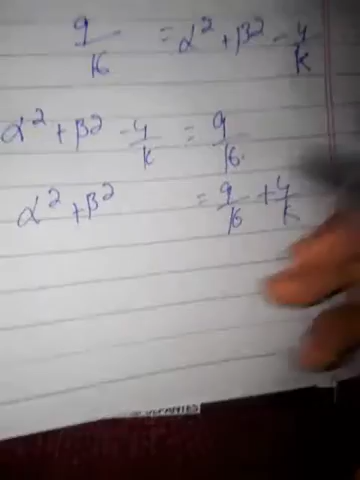 9/16 = α² + β² - 4/k
α² + β² - 4/k = 9/16
α² + β² = 9/16 + 4/k